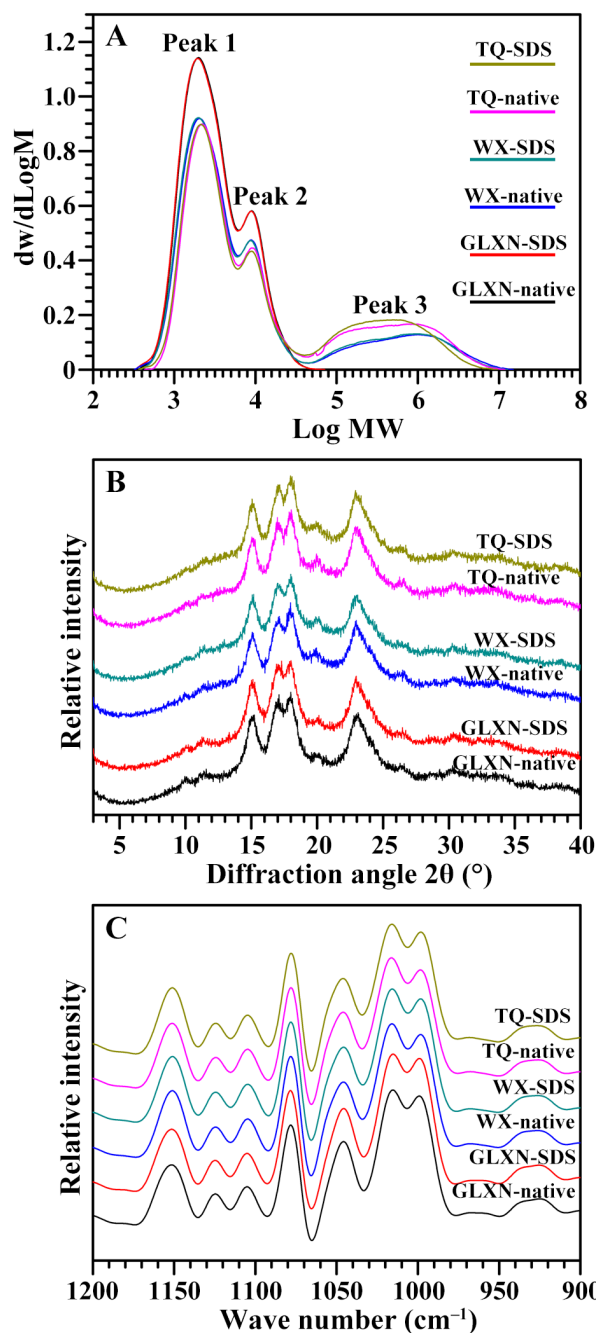 A
Peak 1
Peak 2
Peak 3
TQ-SDS
TQ-native
WX-SDS
WX-native
GLXN-SDS
GLXN-native
dw/dLogM
1.2
1.0
0.8
0.6
0.4
0.2
0
2 3 4 5 6 7 8
Log MW
B
TQ-SDS
TQ-native
WX-SDS
WX-native
GLXN-SDS
GLXN-native
Relative intensity
5 10 15 20 25 30 35 40
Diffraction angle 2θ (°)
C
TQ-SDS
TQ-native
WX-SDS
WX-native
GLXN-SDS
GLXN-native
Relative intensity
1200 1150 1100 1050 1000 950 900
Wave number (cm⁻¹)